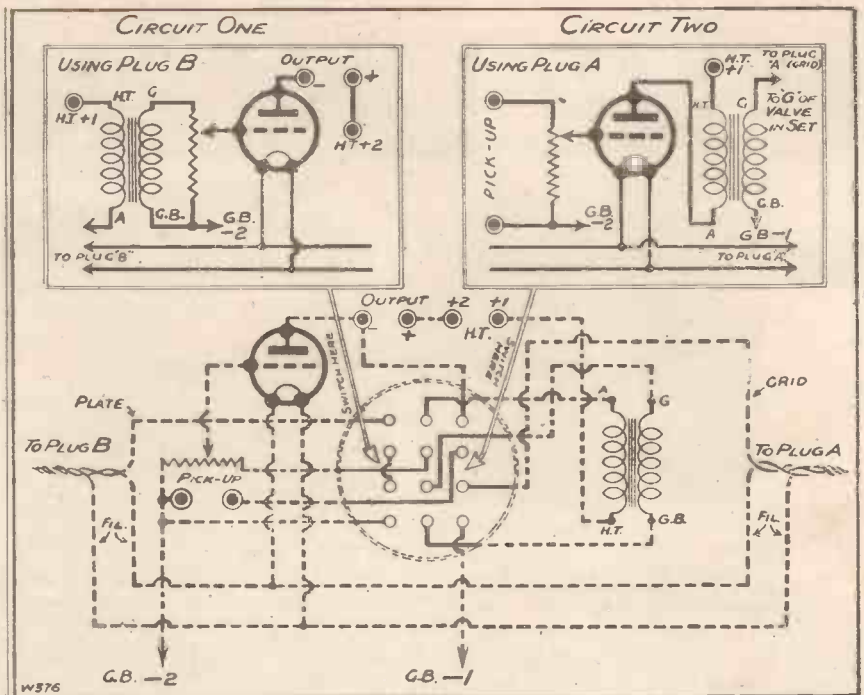 CIRCUIT ONE
CIRCUIT TWO
USING PLUG B
OUTPUT
H.T.
G
H.T.+1
-
+
H.T.+2
A
G.B.
G.B.
-2
TO PLUG "B"
USING PLUG A
H.T.
+1
TO PLUG
"A" (GRID)
PICK-UP
H.T.
G
TO "G" OF
VALVE
IN SET
G.B.
-2
A
G.B.
G B -1
TO PLUG "A"
OUTPUT
+2
+1
-
+
H.T.
SWITCH HERE
SWITCH HERE
PLATE
GRID
A
G
TO PLUG B
TO PLUG A
PICK-UP
FIL.
H.T.
G.B.
FIL.
G.B. -2
G.B. -1
W376